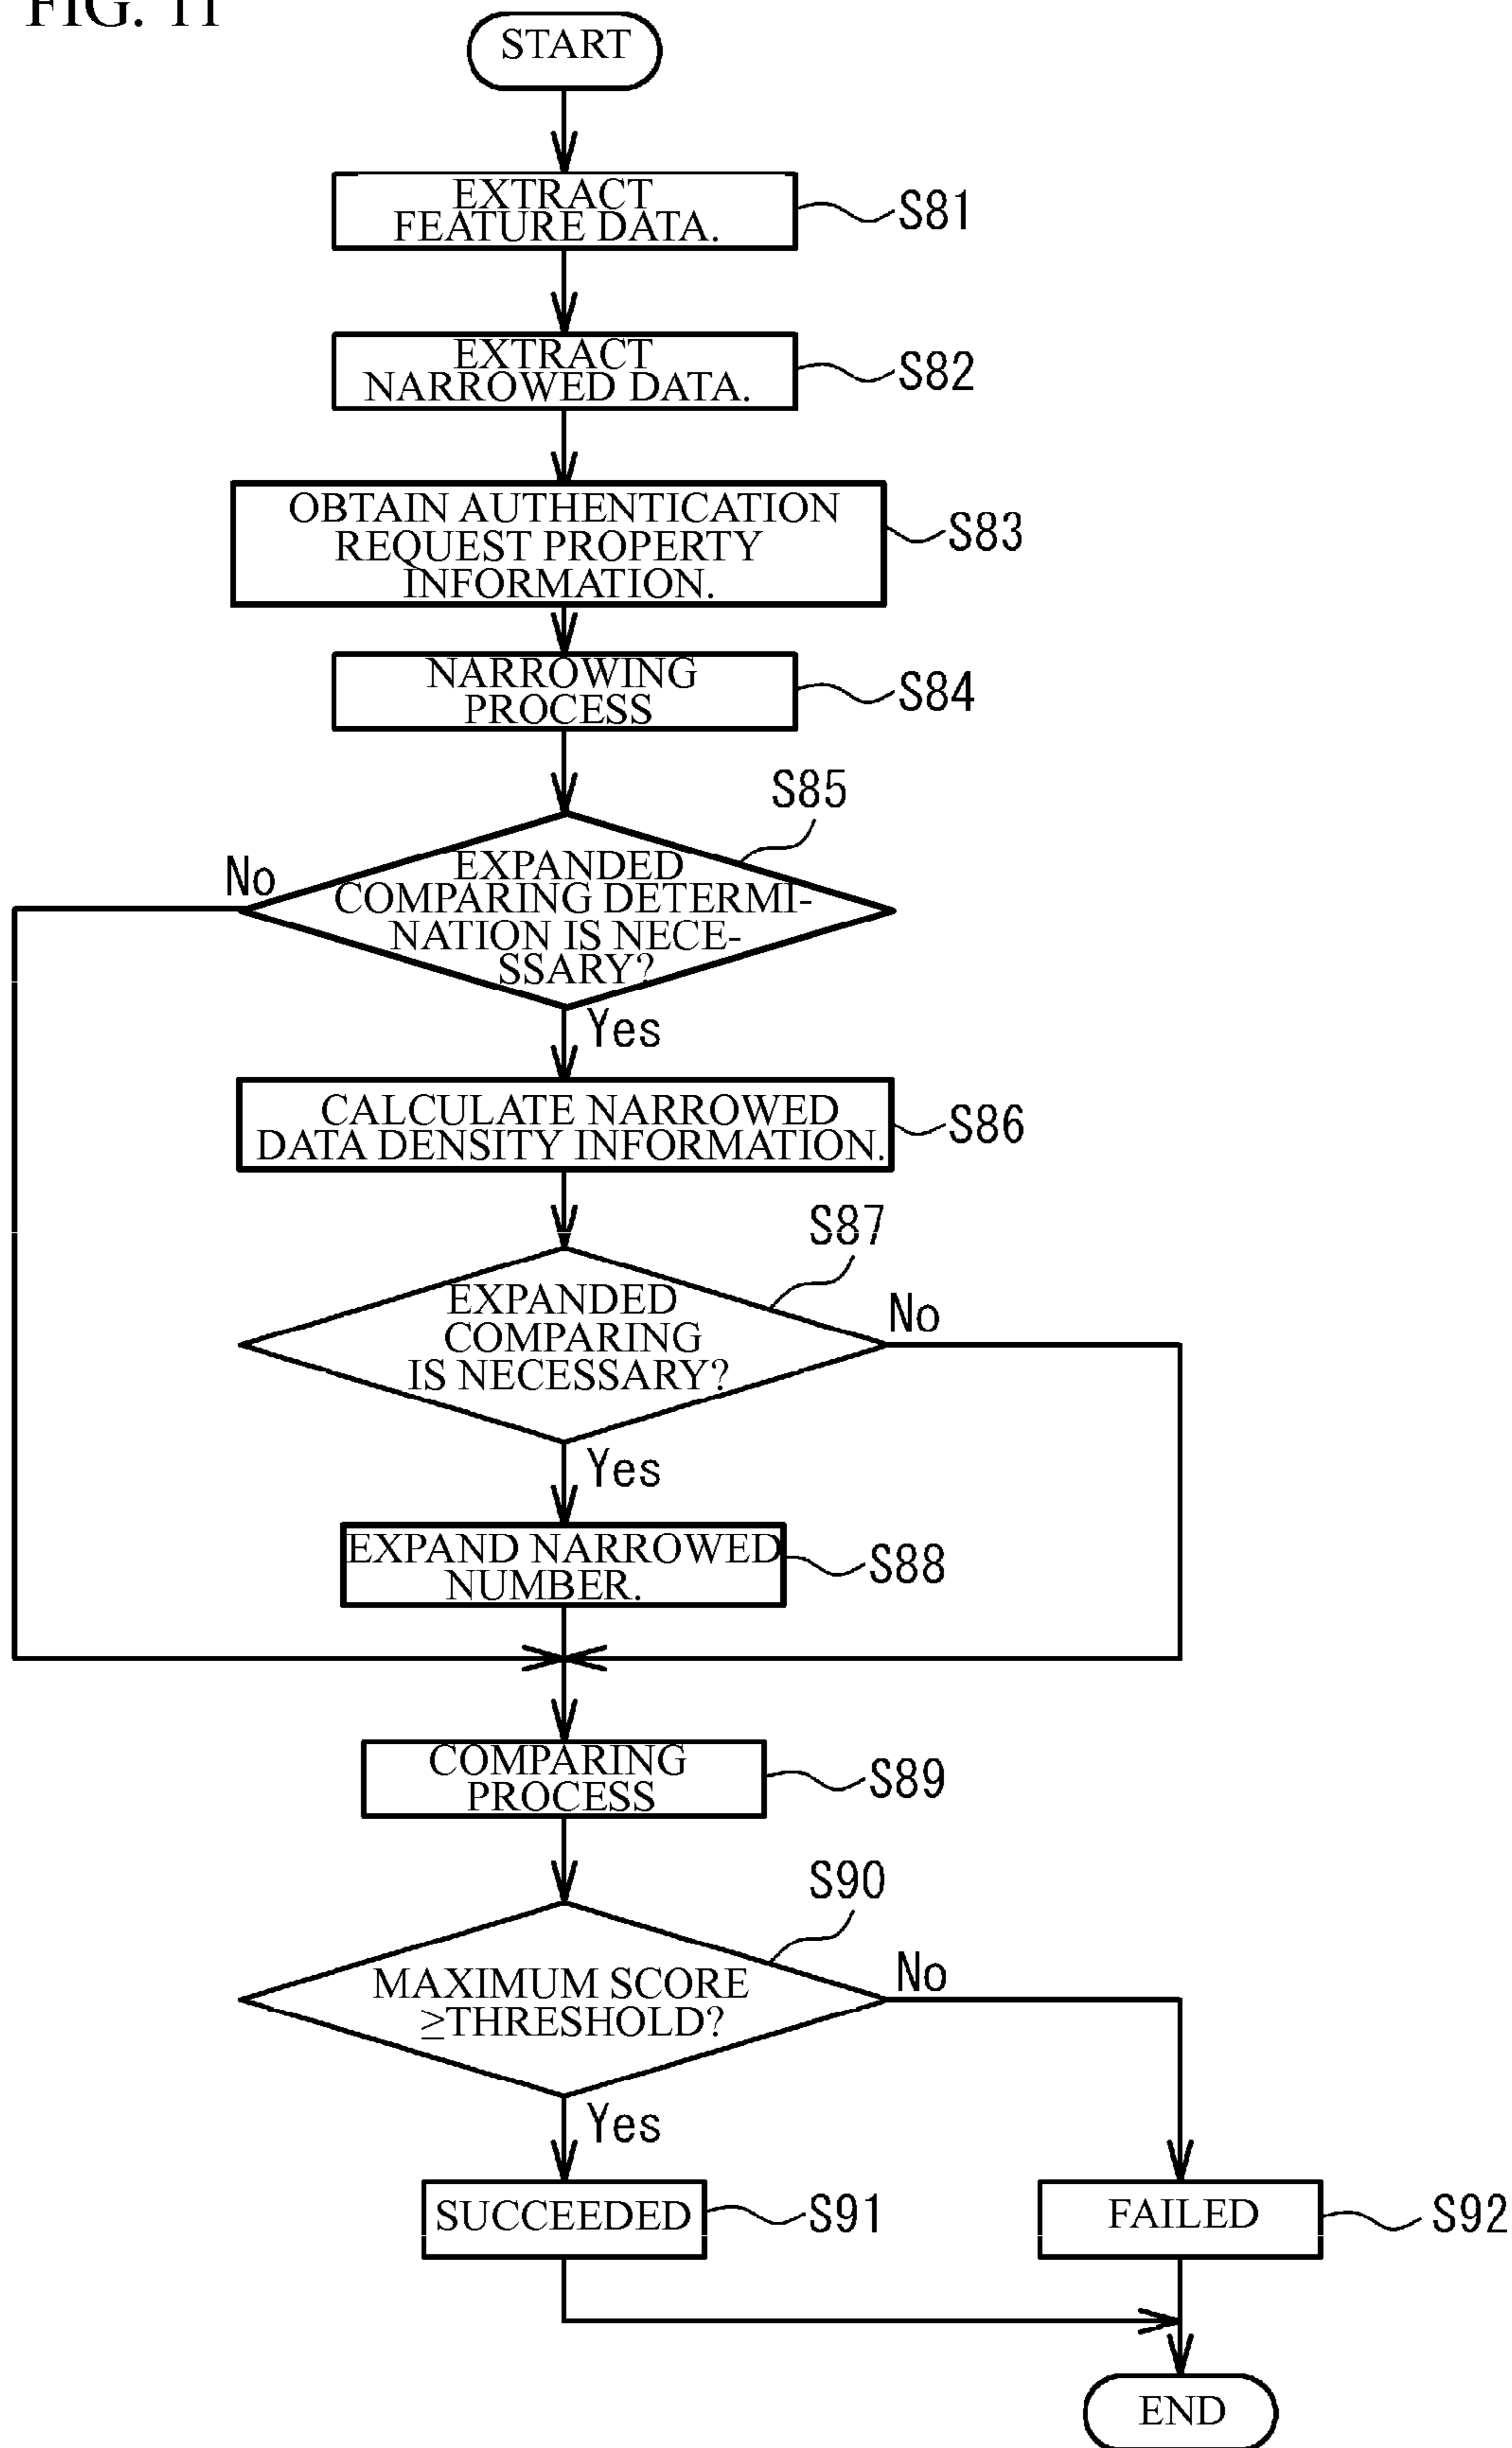 FIG. 11
START
EXTRACT
FEATURE DATA.
S81
EXTRACT
NARROWED DATA.
S82
OBTAIN AUTHENTICATION
REQUEST PROPERTY
INFORMATION.
S83
NARROWING
PROCESS
S84
S85
No
EXPANDED
COMPARING DETERMI-
NATION IS NECE-
SSARY?
Yes
CALCULATE NARROWED
DATA DENSITY INFORMATION.
S86
S87
EXPANDED
COMPARING
IS NECESSARY?
No
Yes
EXPAND NARROWED
NUMBER.
S88
COMPARING
PROCESS
S89
S90
MAXIMUM SCORE
≥THRESHOLD?
No
Yes
SUCCEEDED
S91
FAILED
S92
END